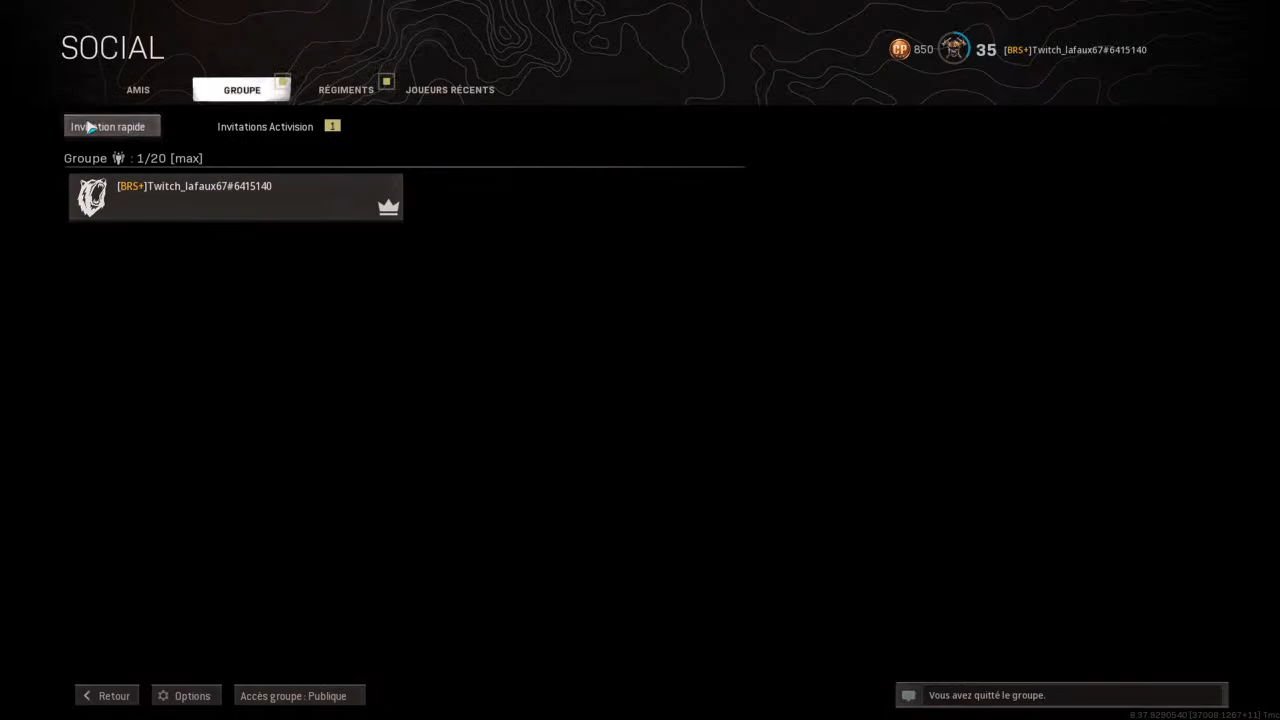 SOCIAL
CP 850 35 [BRS+]Twitch_lafaux67#6415140
AMIS GROUPE RÉGIMENTS JOUEURS RÉCENTS
rapide Invitations Activision 1
Groupe : 1/20 [max]
[BRS+]Twitch_lafaux67#6415140
Retour Options Accès groupe : Publique Vous avez quitté le groupe.